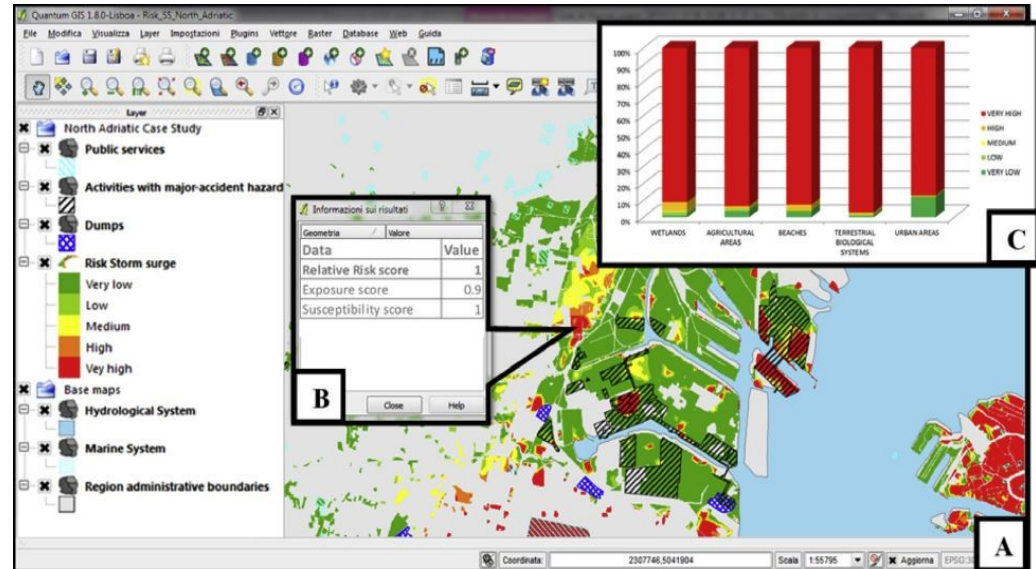 Quantum GIS 1.8.0-Lisboa - Risk_SS_North_Adriatic
File Modifica Visualizza Layer Impostazioni Plugins Vettore Raster Database Web Guida
Layer
North Adriatic Case Study
Public services
Activities with major-accident hazard
Dumps
Risk Storm surge
Very low
Low
Medium
High
Vey high
Base maps
Hydrological System
Marine System
Region administrative boundaries
Informazioni sui risultati
Geometria Valore
Data Value
Relative Risk score 1
Exposure score 0.9
Susceptibility score 1
B
Close Help
100%
90%
80%
70%
60%
50%
40%
30%
20%
10%
0%
WETLANDS
AGRICULTURAL
AREAS
BEACHES
TERRESTRIAL
BIOLOGICAL
SYSTEMS
URBAN AREAS
VERY HIGH
HIGH
MEDIUM
LOW
VERY LOW
C
A
Coordinata: 2307746,5041904 Scala 1:55795 Aggiorna